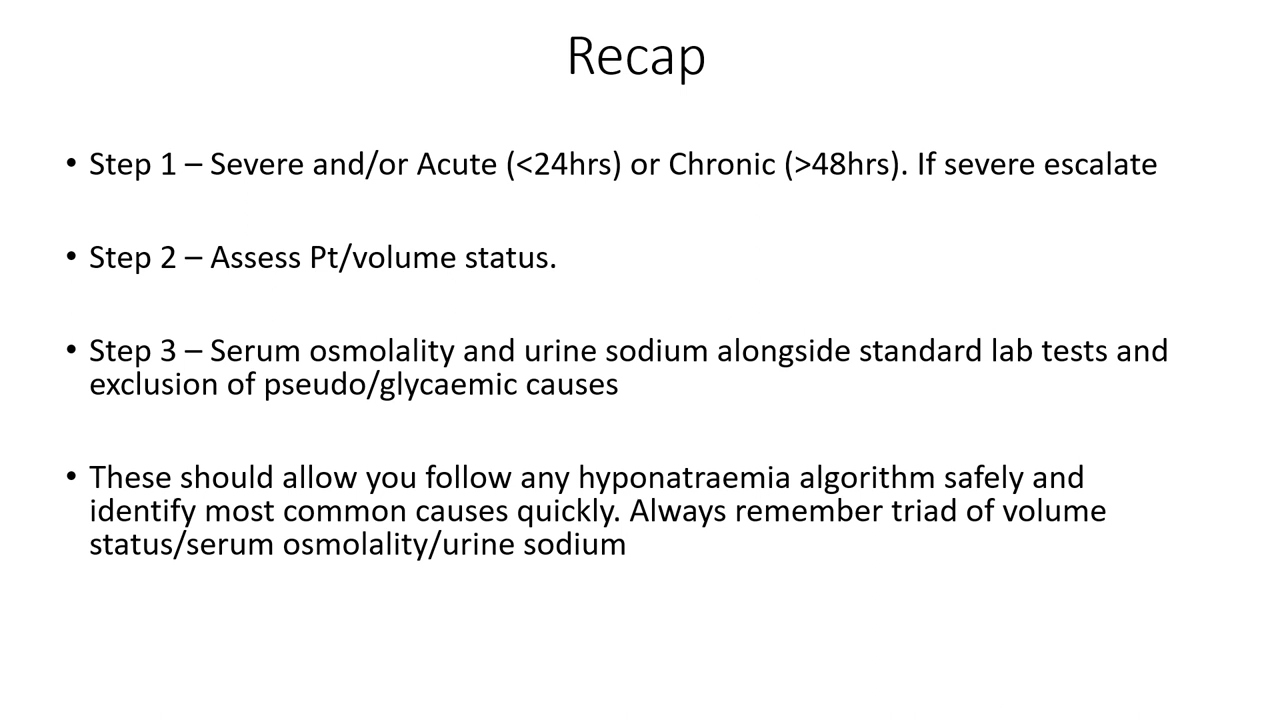 Recap
• Step 1 – Severe and/or Acute (<24hrs) or Chronic (>48hrs). If severe escalate
• Step 2 – Assess Pt/volume status.
• Step 3 – Serum osmolality and urine sodium alongside standard lab tests and
exclusion of pseudo/glycaemic causes
• These should allow you follow any hyponatraemia algorithm safely and
identify most common causes quickly. Always remember triad of volume
status/serum osmolality/urine sodium